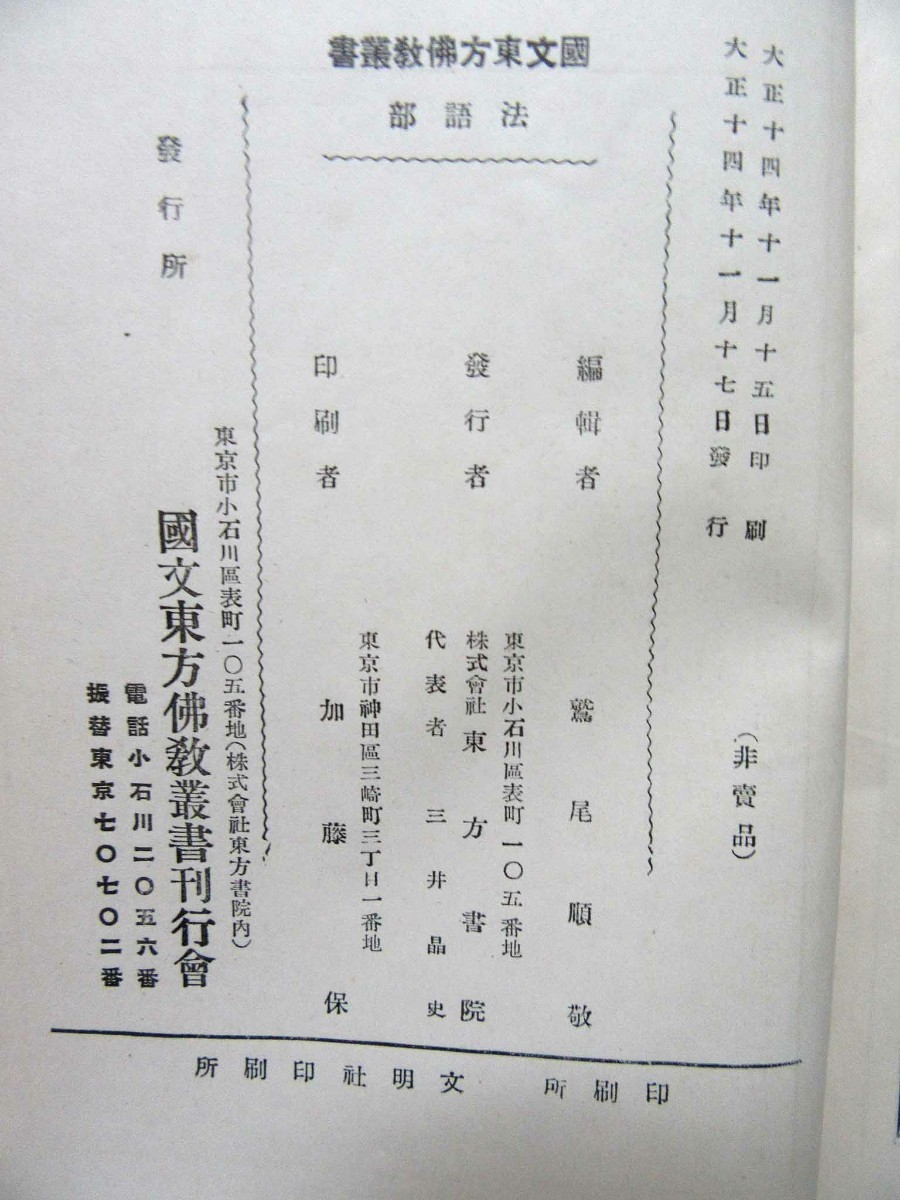 大正十四年十一月十五日印刷
大正十四年十一月十七日發行
(非賣品)
國文東方佛敎叢書
法語部
編輯者
鷲尾順敬
東京市小石川區表町一〇五番地
發行者
株式會社東方書院
代表者三井晶史
東京市神田區三崎町三丁目一番地
印刷者
加藤保
東京市小石川區表町一〇五番地(株式會社東方書院內)
發行所
國文東方佛敎叢書刊行會
電話小石川二〇五六番
振替東京七〇七〇二番
印刷所 文明社印刷所